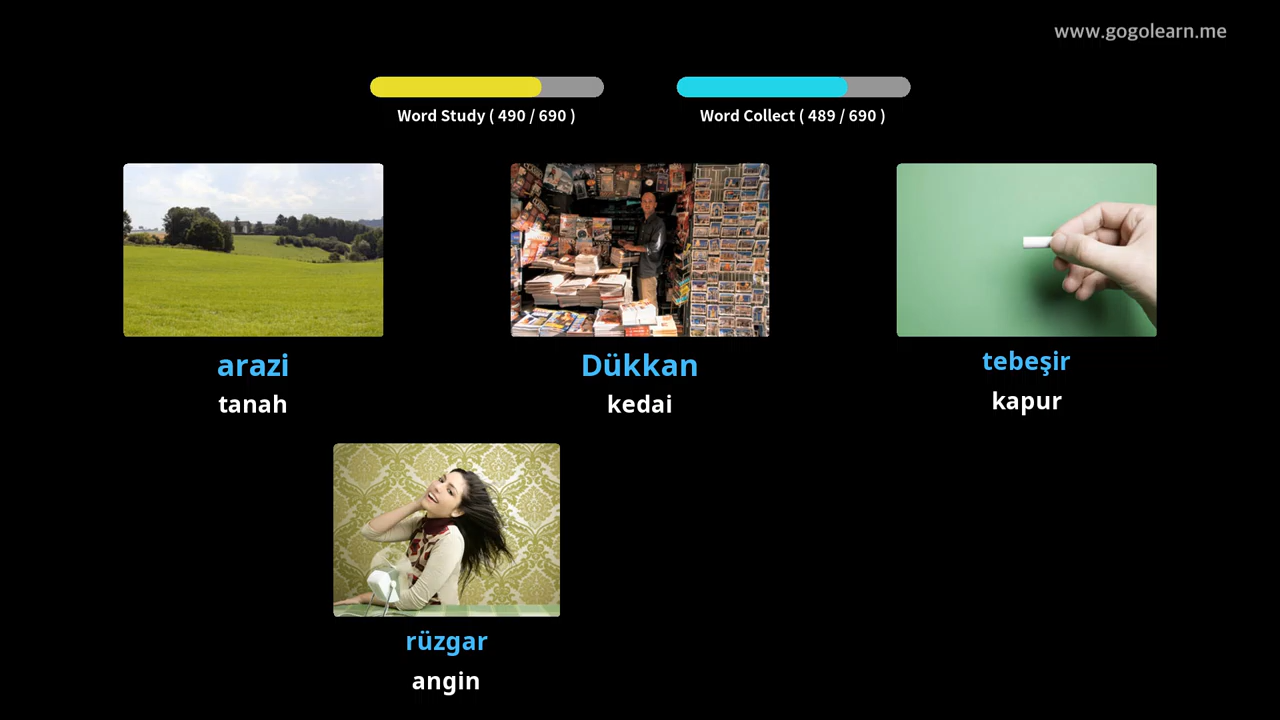 www.gogolearn.me
Word Study ( 490 / 690 )
Word Collect ( 489 / 690 )
arazi
tanah
Dükkan
kedai
tebeşir
kapur
rüzgar
angin